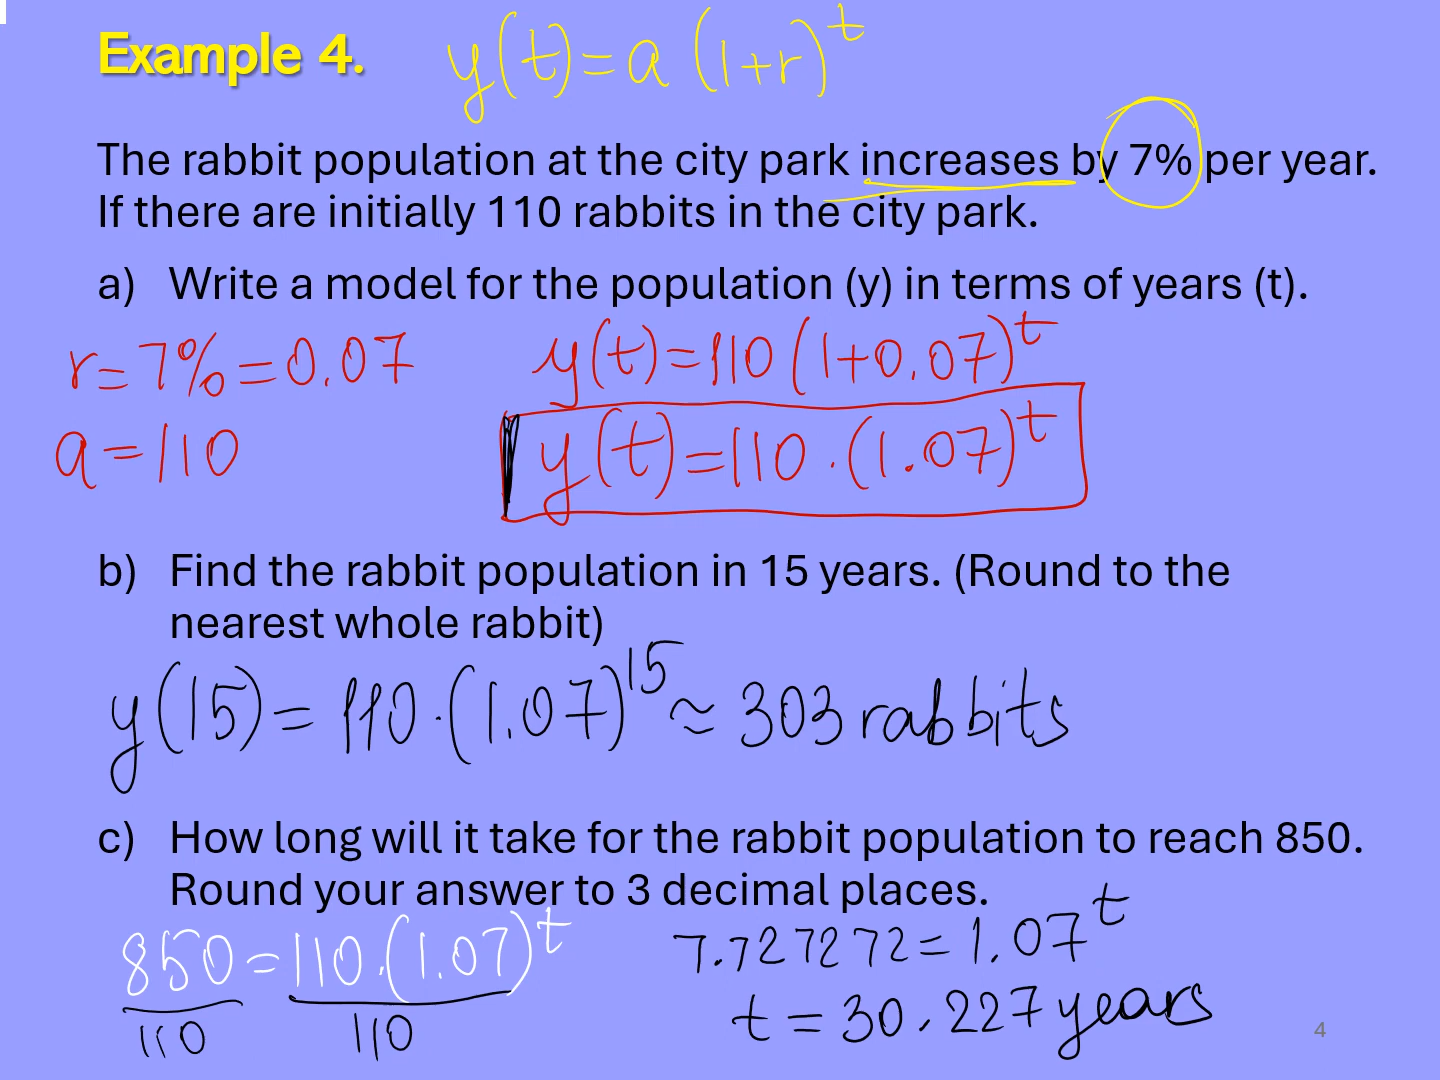 Example 4. y(t)=a(1+r)^t
The rabbit population at the city park increases by 7% per year.
If there are initially 110 rabbits in the city park.
a) Write a model for the population (y) in terms of years (t).
r=7%=0.07 y(t)=110(1+0.07)^t
a=110 y(t)=110·(1.07)^t
b) Find the rabbit population in 15 years. (Round to the
nearest whole rabbit)
y(15)=110·(1.07)^15≈303 rabbits
c) How long will it take for the rabbit population to reach 850.
Round your answer to 3 decimal places.
850=110·(1.07)^t 7.727272=1.07^t
110 110 t=30.227 years
4